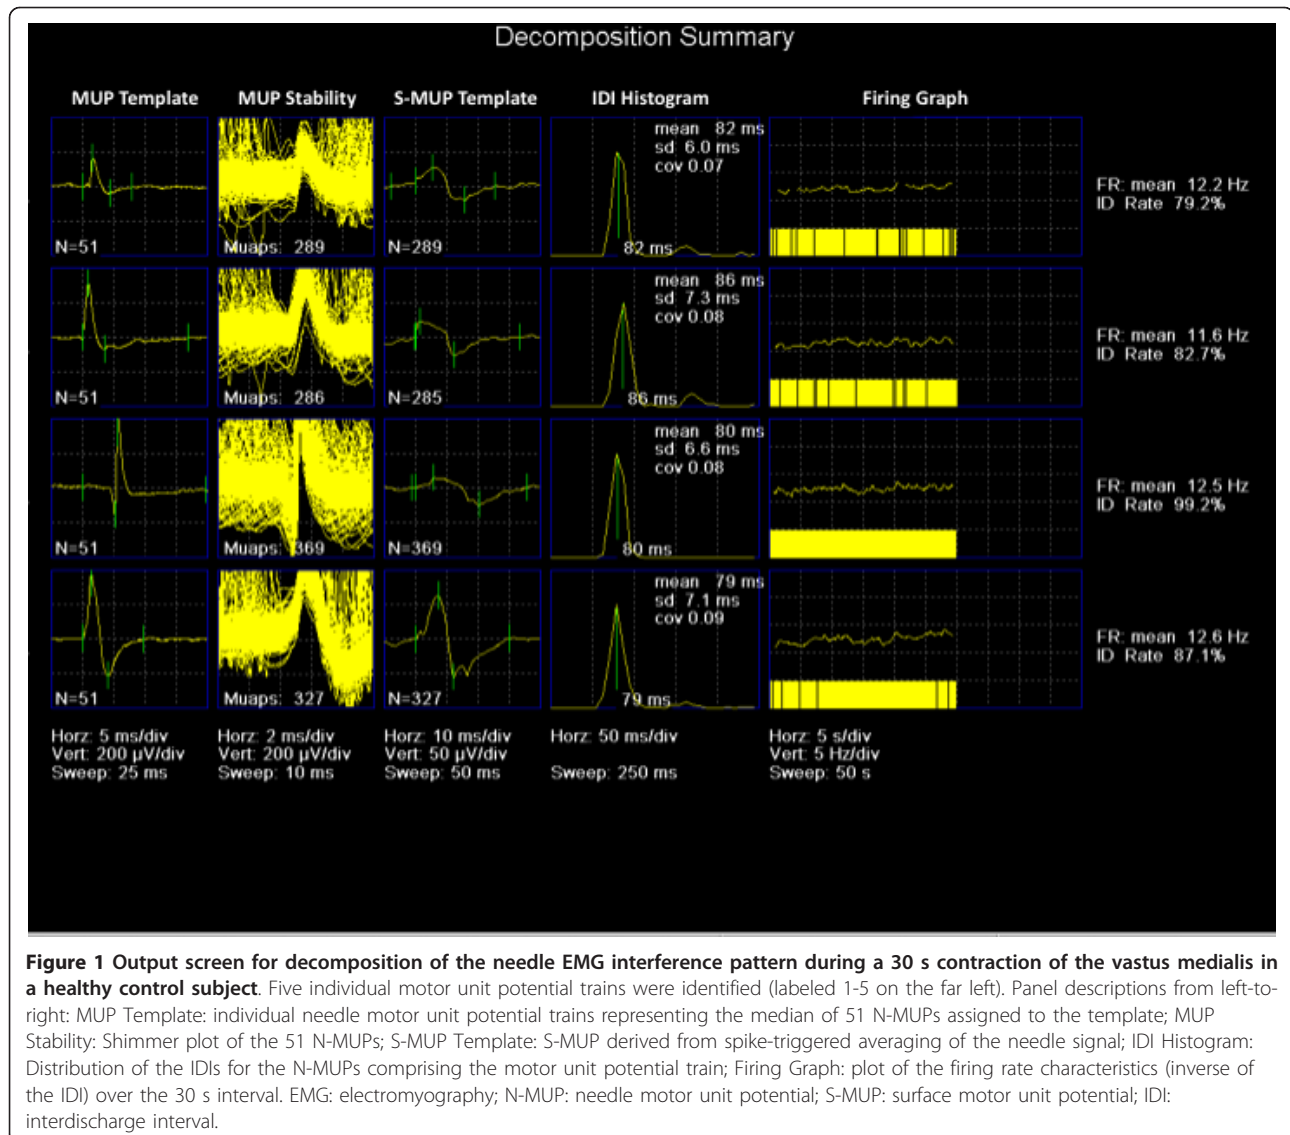 Decomposition Summary
MUP Template MUP Stability S-MUP Template IDI Histogram Firing Graph
mean 82 ms
sd 6.0 ms
cov 0.07
N=51 Muaps: 289 N=289 82 ms
FR: mean 12.2 Hz
ID Rate 79.2%
mean 86 ms
sd 7.3 ms
cov 0.08
N=51 Muaps: 286 N=285 86 ms
FR: mean 11.6 Hz
ID Rate 82.7%
mean 80 ms
sd 6.6 ms
cov 0.08
N=51 Muaps: 369 N=369 80 ms
FR: mean 12.5 Hz
ID Rate 99.2%
mean 79 ms
sd 7.1 ms
cov 0.09
N=51 Muaps: 327 N=327 79 ms
FR: mean 12.6 Hz
ID Rate 87.1%
Horz: 5 ms/div Horz: 2 ms/div Horz: 10 ms/div Horz: 50 ms/div Horz: 5 s/div
Vert: 200 µV/div Vert: 200 µV/div Vert: 50 µV/div Vert: 5 Hz/div
Sweep: 25 ms Sweep: 10 ms Sweep: 50 ms Sweep: 250 ms Sweep: 50 s
Figure 1 Output screen for decomposition of the needle EMG interference pattern during a 30 s contraction of the vastus medialis in
a healthy control subject. Five individual motor unit potential trains were identified (labeled 1-5 on the far left). Panel descriptions from left-to-
right: MUP Template: individual needle motor unit potential trains representing the median of 51 N-MUPs assigned to the template; MUP
Stability: Shimmer plot of the 51 N-MUPs; S-MUP Template: S-MUP derived from spike-triggered averaging of the needle signal; IDI Histogram:
Distribution of the IDIs for the N-MUPs comprising the motor unit potential train; Firing Graph: plot of the firing rate characteristics (inverse of
the IDI) over the 30 s interval. EMG: electromyography; N-MUP: needle motor unit potential; S-MUP: surface motor unit potential; IDI:
interdischarge interval.